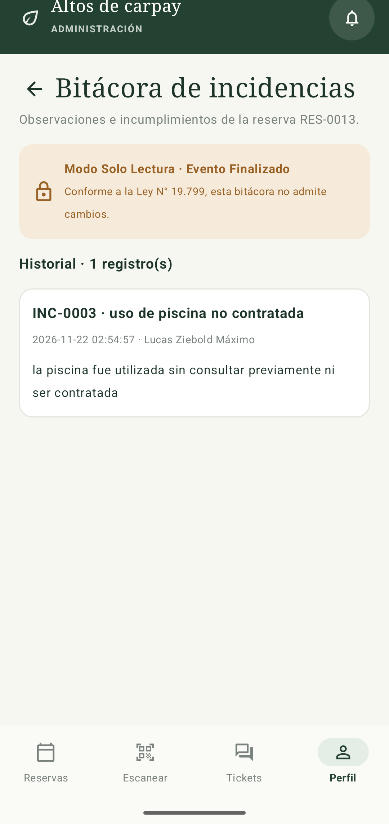 Altos de carpay
ADMINISTRACIÓN
Bitácora de incidencias
Observaciones e incumplimientos de la reserva RES-0013.
Modo Solo Lectura · Evento Finalizado
Conforme a la Ley N° 19.799, esta bitácora no admite
cambios.
Historial · 1 registro(s)
INC-0003 · uso de piscina no contratada
2026-11-22 02:54:57 · Lucas Ziebold Máximo
la piscina fue utilizada sin consultar previamente ni
ser contratada
Reservas
Escanear
Tickets
Perfil